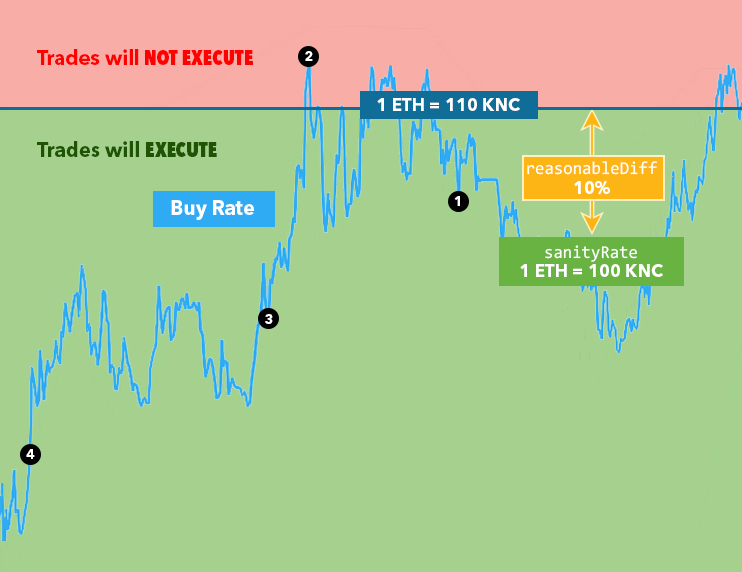 Trades will NOT EXECUTE
2
1 ETH = 110 KNC
Trades will EXECUTE
reasonableDiff
10%
Buy Rate
1
sanityRate
1 ETH = 100 KNC
3
4